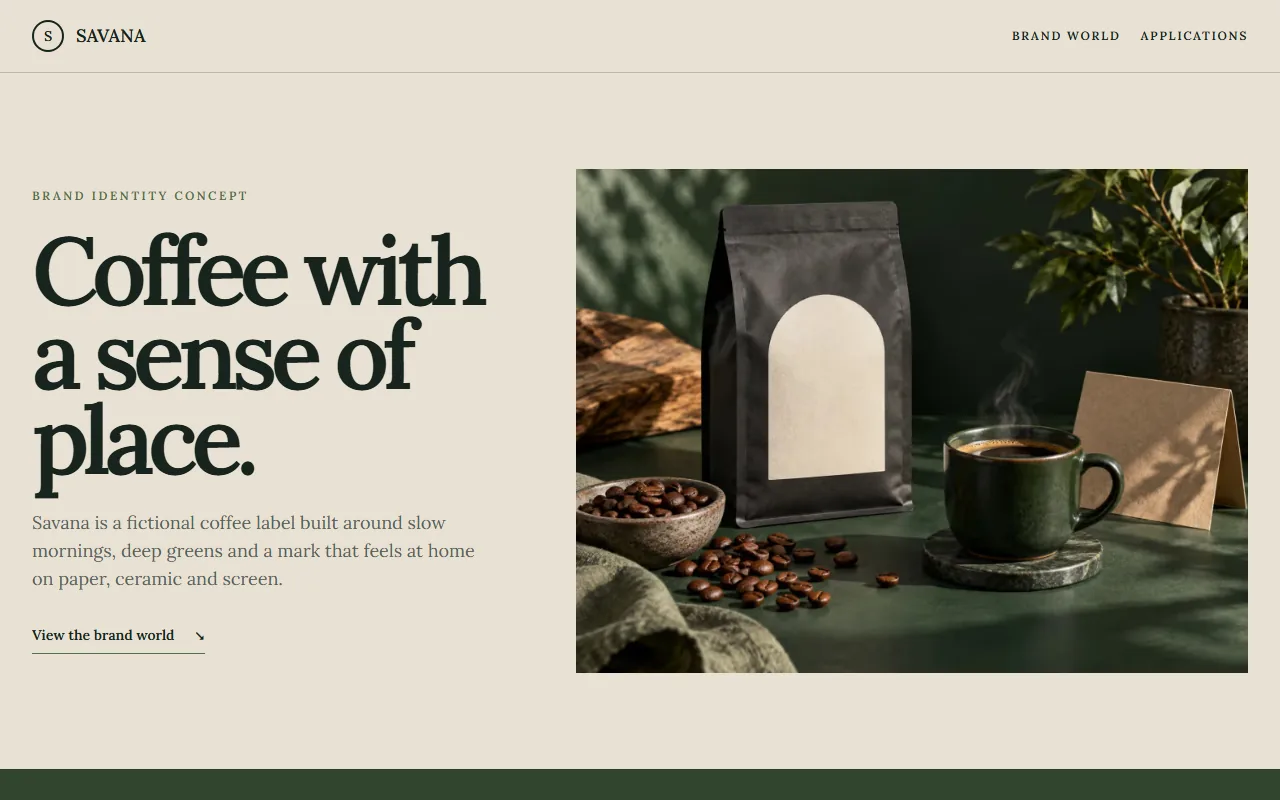 S SAVANA
BRAND WORLD APPLICATIONS
BRAND IDENTITY CONCEPT
Coffee with
a sense of
place.
Savana is a fictional coffee label built around slow
mornings, deep greens and a mark that feels at home
on paper, ceramic and screen.
View the brand world ↘